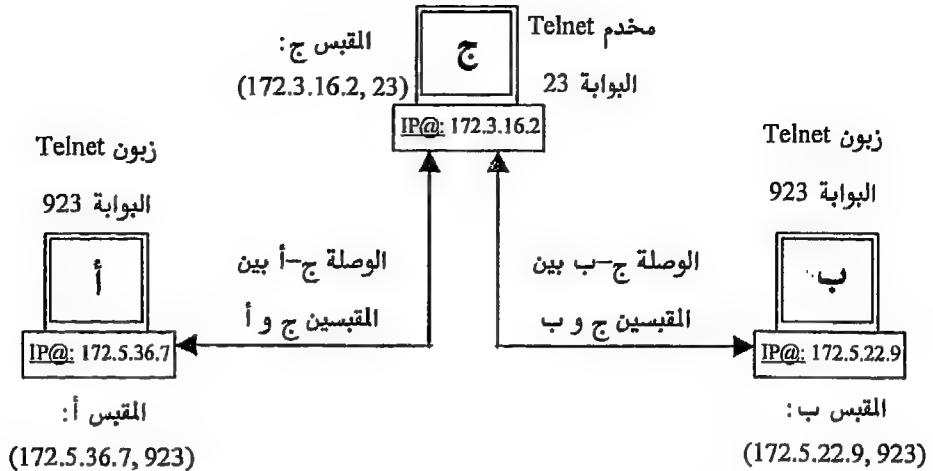 مخدم Telnet
البوابة 23
المقبس ج:
(172.3.16.2, 23)
ج
IP@: 172.3.16.2
زبون Telnet
البوابة 923
أ
IP@: 172.5.36.7
المقبس أ:
(172.5.36.7, 923)
الوصلة ج–أ بين
المقبسين ج و أ
الوصلة ج–ب بين
المقبسين ج و ب
زبون Telnet
البوابة 923
ب
IP@: 172.5.22.9
المقبس ب:
(172.5.22.9, 923)